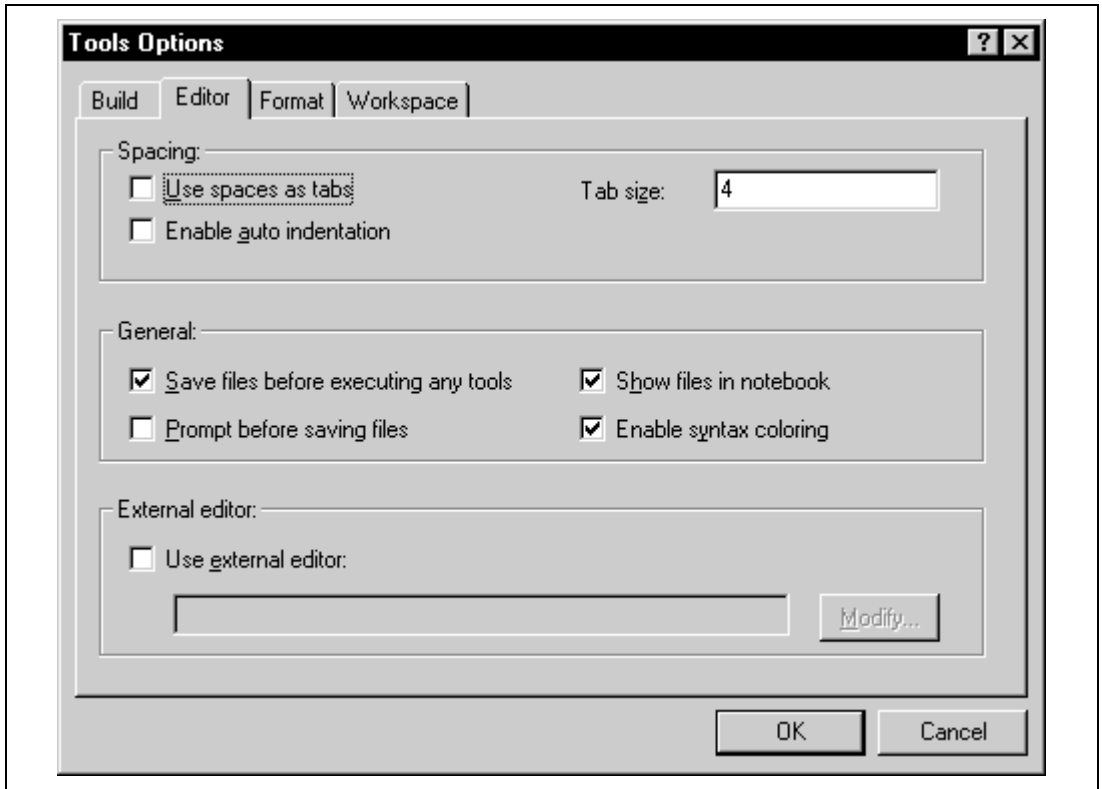 Tools Options
Build Editor Format Workspace
Spacing:
Use spaces as tabs Tab size: 4
Enable auto indentation
General:
Save files before executing any tools Show files in notebook
Prompt before saving files Enable syntax coloring
External editor:
Use external editor:
Modify...
OK Cancel